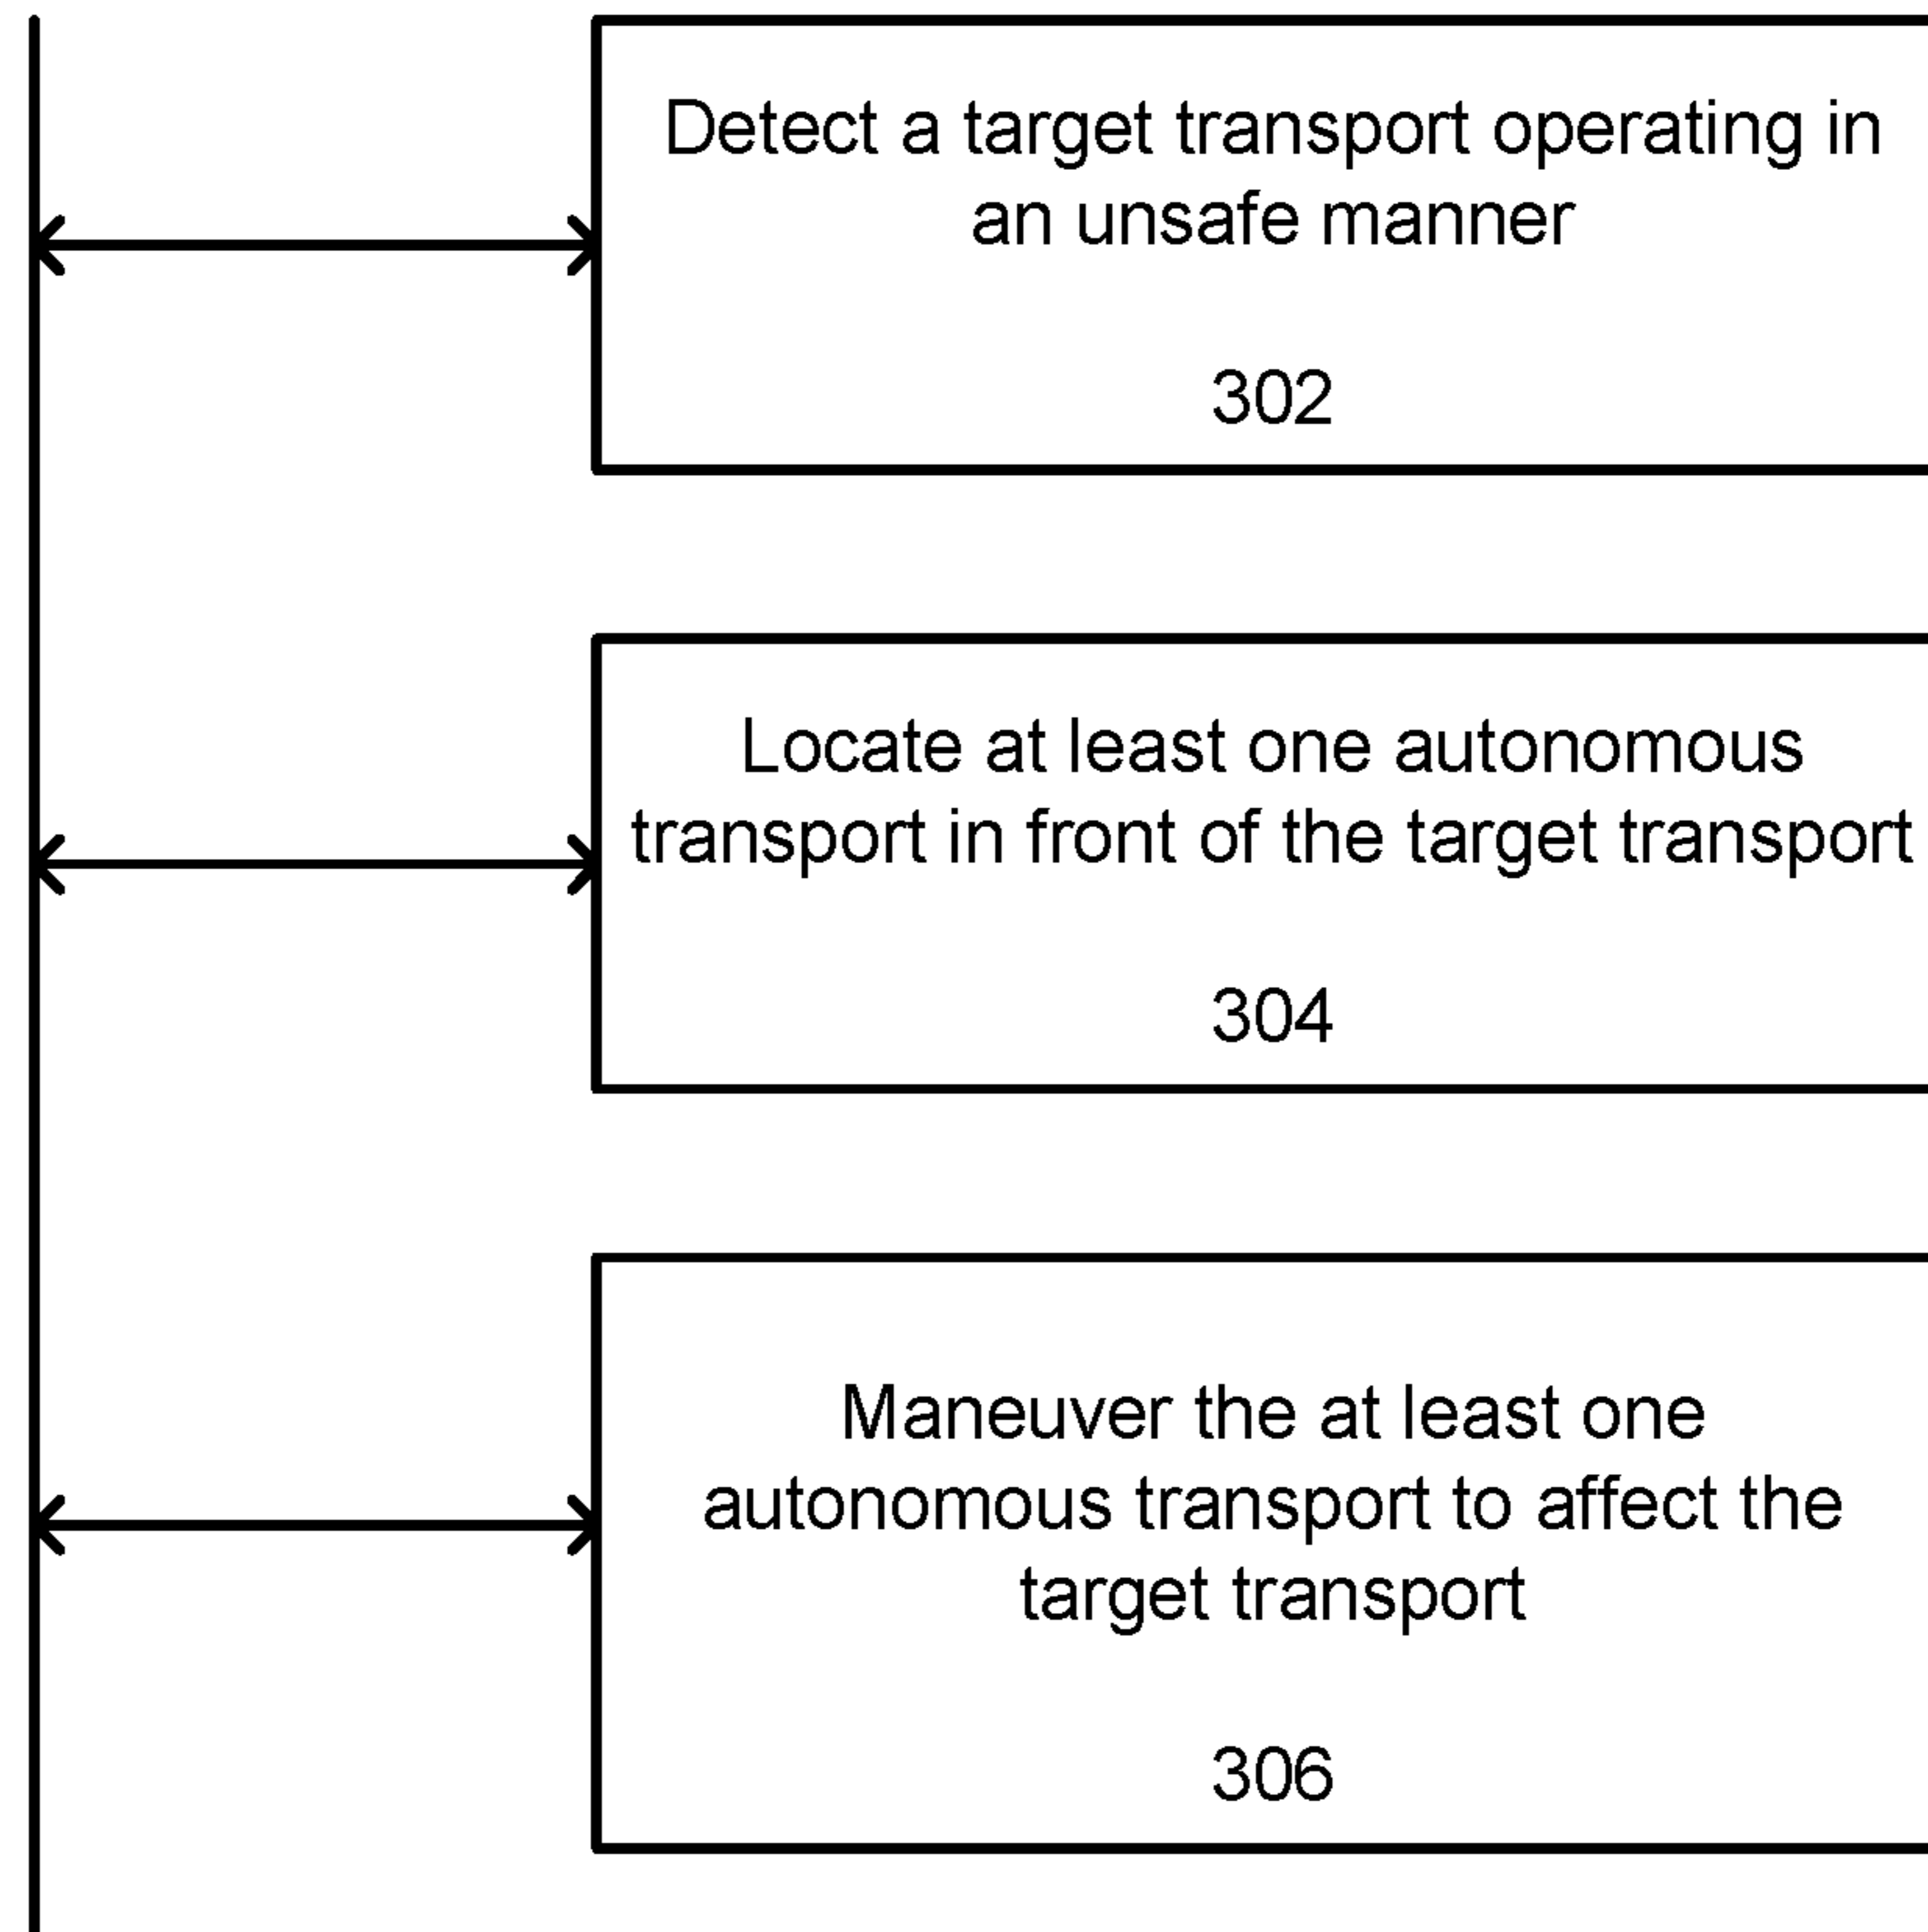 Detect a target transport operating in
an unsafe manner
302
Locate at least one autonomous
transport in front of the target transport
304
Maneuver the at least one
autonomous transport to affect the
target transport
306